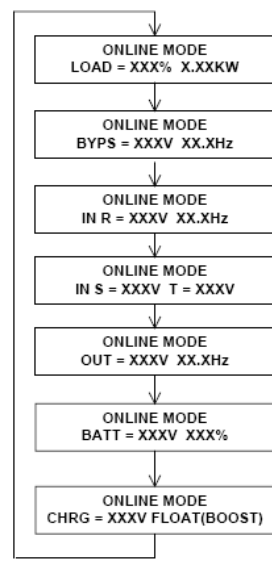 ONLINE MODE
LOAD = XXX% X.XXKW
ONLINE MODE
BYPS = XXXV XX.XHz
ONLINE MODE
IN R = XXXV XX.XHz
ONLINE MODE
IN S = XXXV T = XXXV
ONLINE MODE
OUT = XXXV XX.XHz
ONLINE MODE
BATT = XXXV XXX%
ONLINE MODE
CHRG = XXXV FLOAT(BOOST)